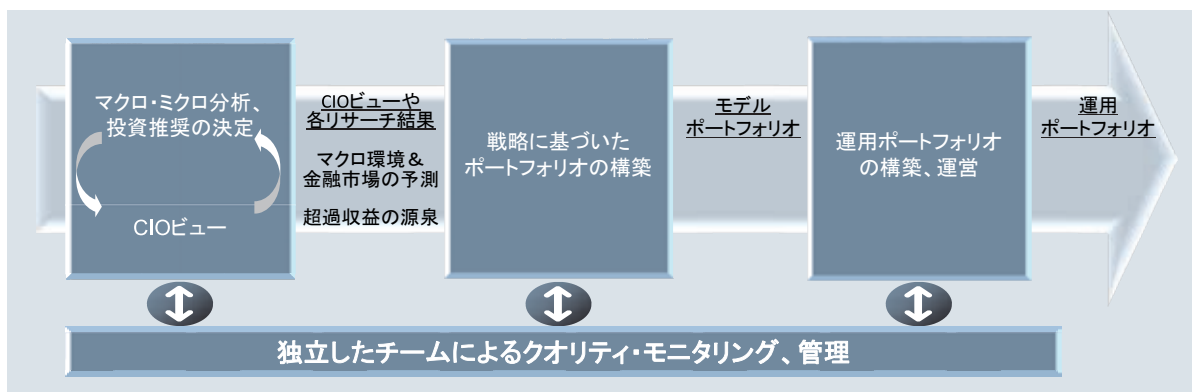 マクロ・ミクロ分析、
投資推奨の決定
CIOビュー
CIOビューや
各リサーチ結果
マクロ環境＆
金融市場の予測
超過収益の源泉
戦略に基づいた
ポートフォリオの構築
モデル
ポートフォリオ
運用ポートフォリオ
の構築、運営
運用
ポートフォリオ
独立したチームによるクオリティ・モニタリング、管理